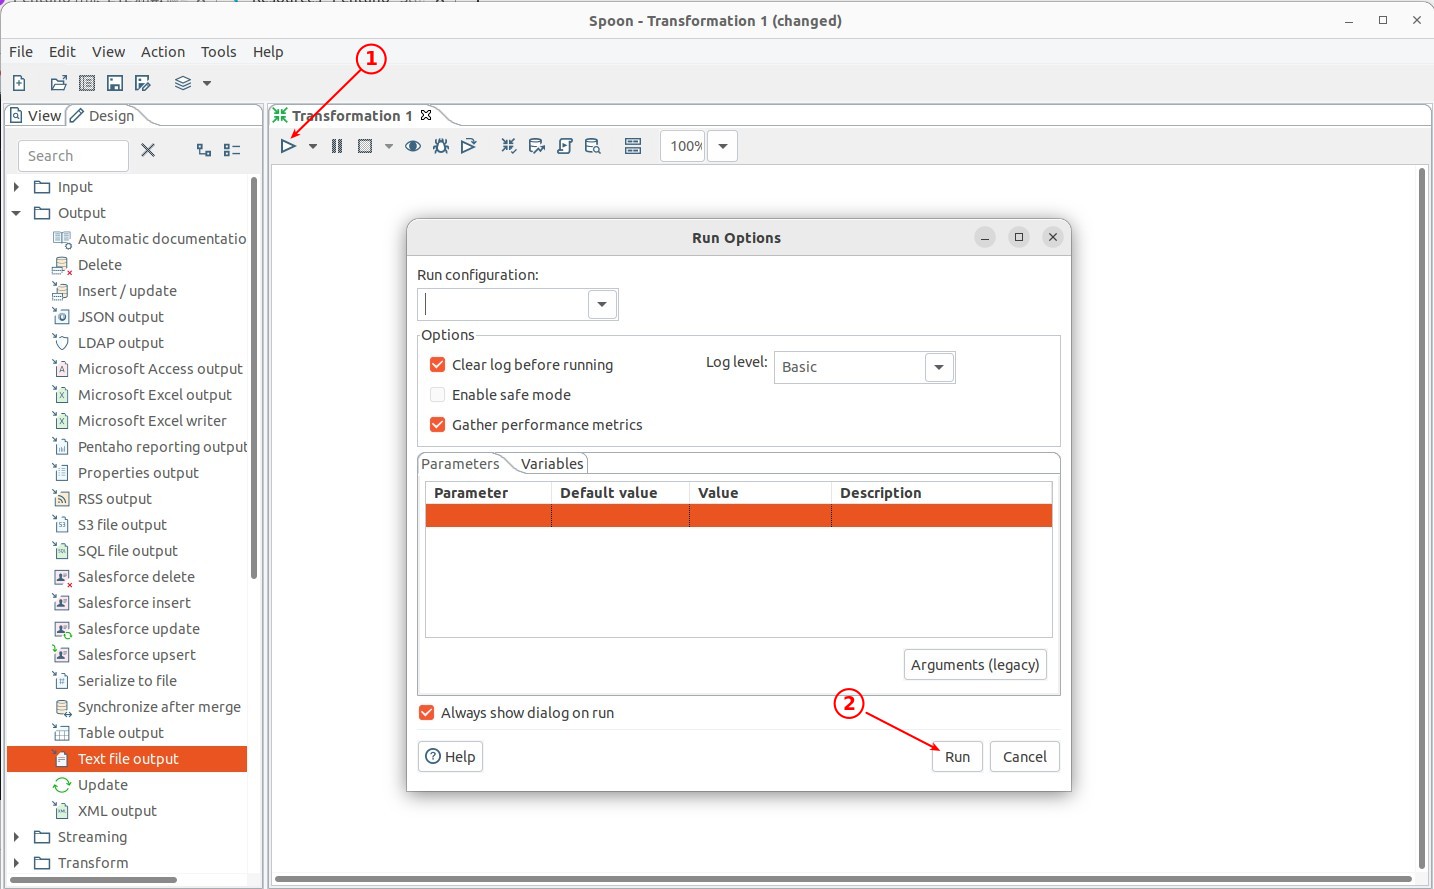 Spoon - Transformation 1 (changed)
File Edit View Action Tools Help
1
View Design
Transformation 1
Search
100%
Input
Output
Automatic documentatio
Delete
Insert / update
JSON output
LDAP output
Microsoft Access output
Microsoft Excel output
Microsoft Excel writer
Pentaho reporting output
Properties output
RSS output
S3 file output
SQL file output
Salesforce delete
Salesforce insert
Salesforce update
Salesforce upsert
Serialize to file
Synchronize after merge
Table output
Text file output
Update
XML output
Streaming
Transform
Run Options
Run configuration:
Options
Clear log before running
Log level: Basic
Enable safe mode
Gather performance metrics
Parameters Variables
Parameter Default value Value Description
Arguments (legacy)
2
Always show dialog on run
Help Run Cancel